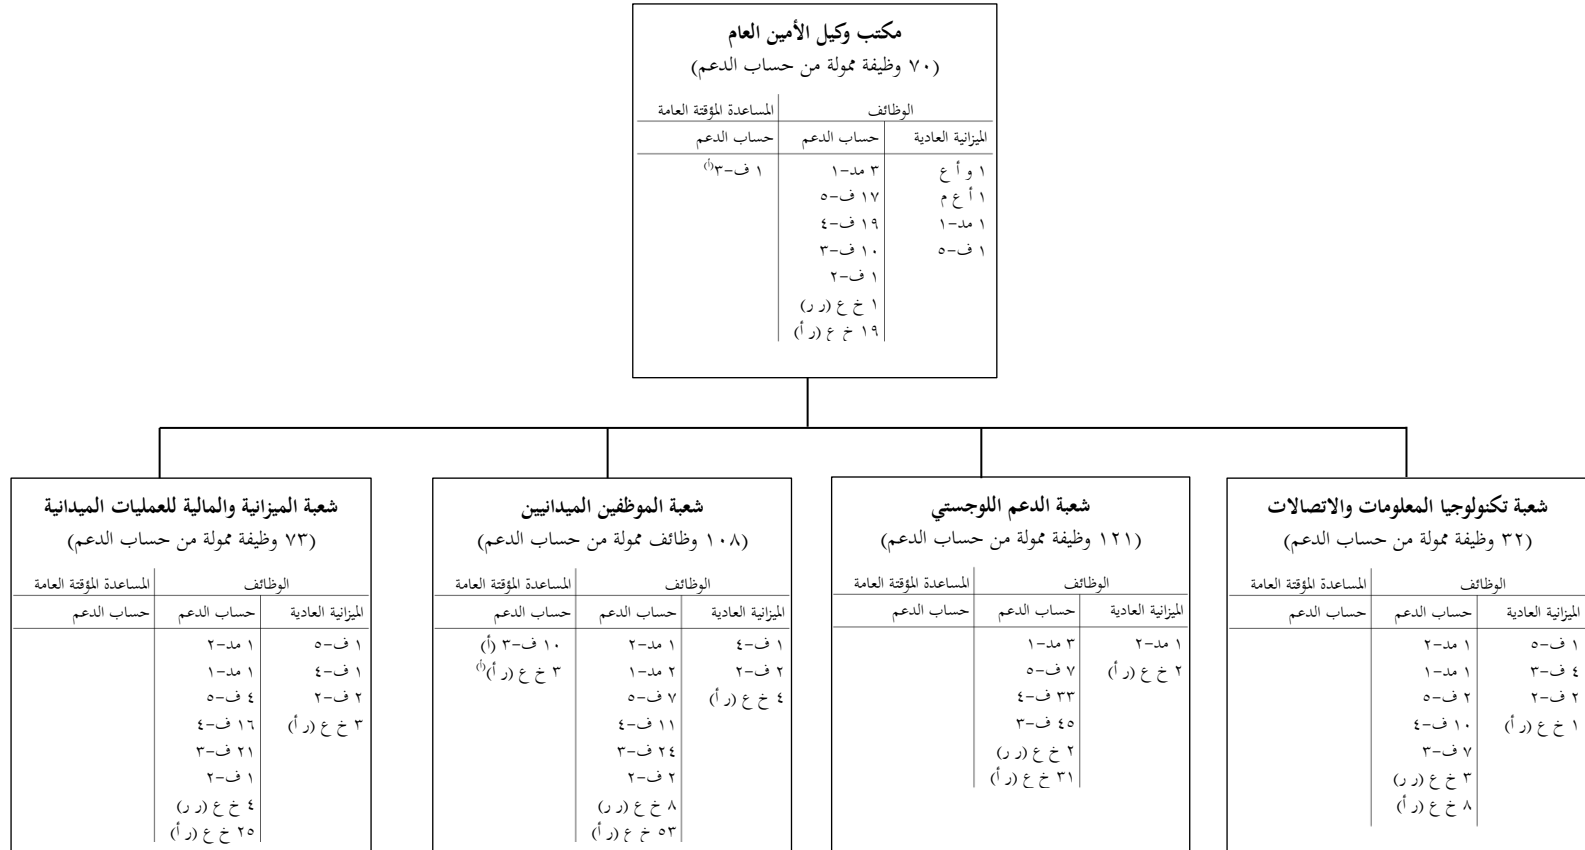 مكتب وكيل الأمين العام
(٧٠ وظيفة ممولة من حساب الدعم)
الوظائف المساعدة المؤقتة العامة
الميزانية العادية حساب الدعم حساب الدعم
١ و أ ع ٣ مد-١ ١ ف-٣(أ)
١ أ ع م ١٧ ف-٥
١ مد-١ ١٩ ف-٤
١ ف-٥ ١٠ ف-٣
١ ف-٢
١ خ ع (ر ر)
١٩ خ ع (ر أ)
شعبة تكنولوجيا المعلومات والاتصالات
(٣٢ وظيفة ممولة من حساب الدعم)
الوظائف المساعدة المؤقتة العامة
الميزانية العادية حساب الدعم حساب الدعم
١ ف-٥ ١ مد-٢
٤ ف-٣ ١ مد-١
٢ ف-٢ ٢ ف-٥
١ خ ع (ر أ) ١٠ ف-٤
٧ ف-٣
٣ خ ع (ر ر)
٨ خ ع (ر أ)
شعبة الدعم اللوجستي
(١٢١ وظيفة ممولة من حساب الدعم)
الوظائف المساعدة المؤقتة العامة
الميزانية العادية حساب الدعم حساب الدعم
١ مد-٢ ٣ مد-١
٢ خ ع (ر أ) ٧ ف-٥
٣٣ ف-٤
٤٥ ف-٣
٢ خ ع (ر ر)
٣١ خ ع (ر أ)
شعبة الموظفين الميدانيين
(١٠٨ وظائف ممولة من حساب الدعم)
الوظائف المساعدة المؤقتة العامة
الميزانية العادية حساب الدعم حساب الدعم
١ ف-٤ ١ مد-٢ ١٠ ف-٣ (أ)
٢ ف-٢ ٢ مد-١ ٣ خ ع (ر أ)(أ)
٤ خ ع (ر أ) ٧ ف-٥
١١ ف-٤
٢٤ ف-٣
٢ ف-٢
٨ خ ع (ر ر)
٥٣ خ ع (ر أ)
شعبة الميزانية والمالية للعمليات الميدانية
(٧٣ وظيفة ممولة من حساب الدعم)
الوظائف المساعدة المؤقتة العامة
الميزانية العادية حساب الدعم حساب الدعم
١ ف-٥ ١ مد-٢
١ ف-٤ ١ مد-١
٢ ف-٢ ٤ ف-٥
٣ خ ع (ر أ) ١٦ ف-٤
٢١ ف-٣
١ ف-٢
٤ خ ع (ر ر)
٢٥ خ ع (ر أ)